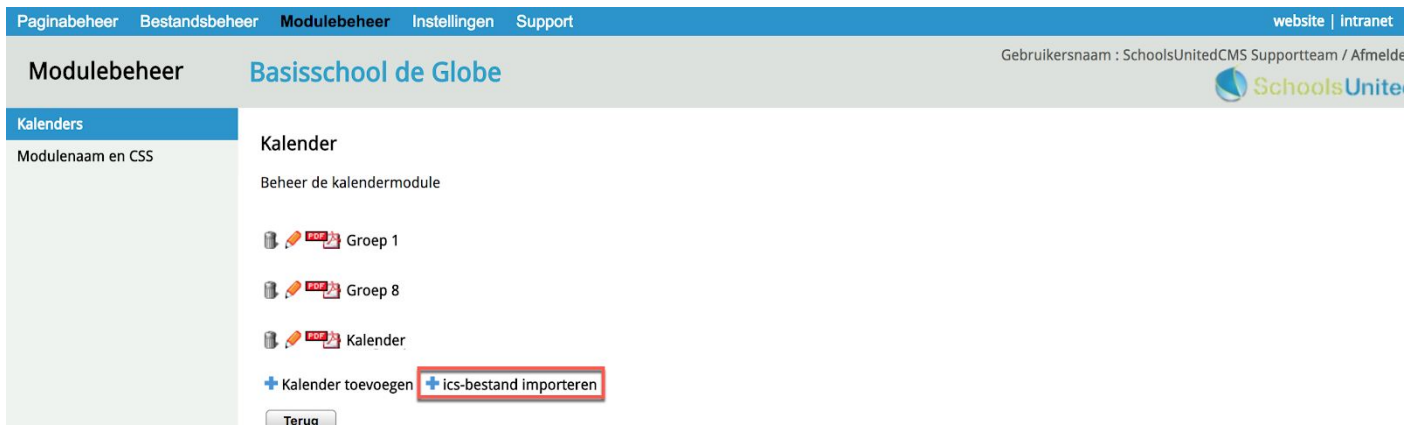 Paginabeheer Bestandsbeheer Modulebeheer Instellingen Support website | intranet
Gebruikersnaam : SchoolsUnitedCMS Supportteam / Afmelde
Modulebeheer Basisschool de Globe
SchoolsUnite
Kalenders
Modulenaam en CSS
Kalender
Beheer de kalendermodule
PDF Groep 1
PDF Groep 8
PDF Kalender
Kalender toevoegen ics-bestand importeren
Terug